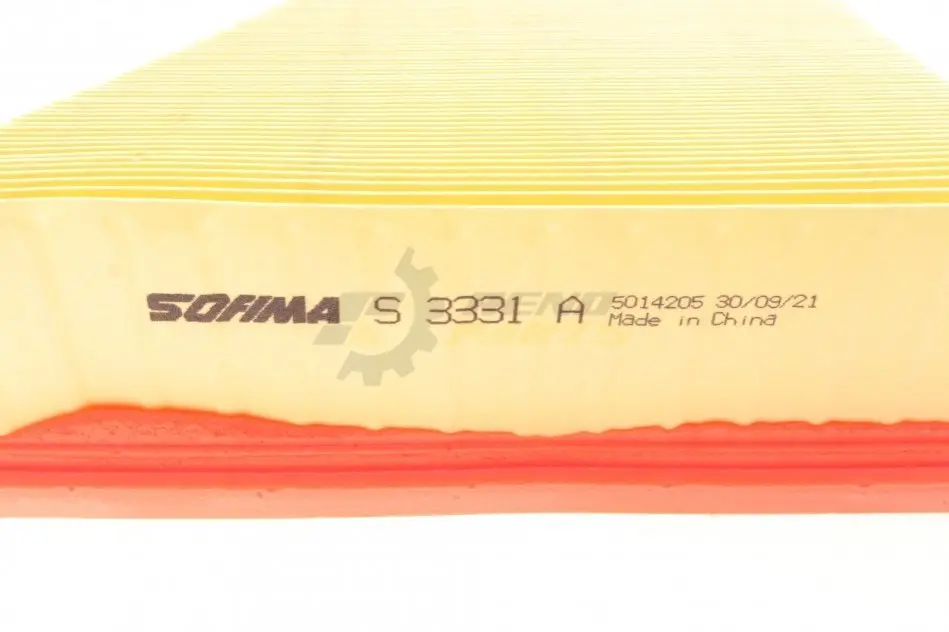 SOFIMA S 3331 A 5014205 30/09/21
Made in China